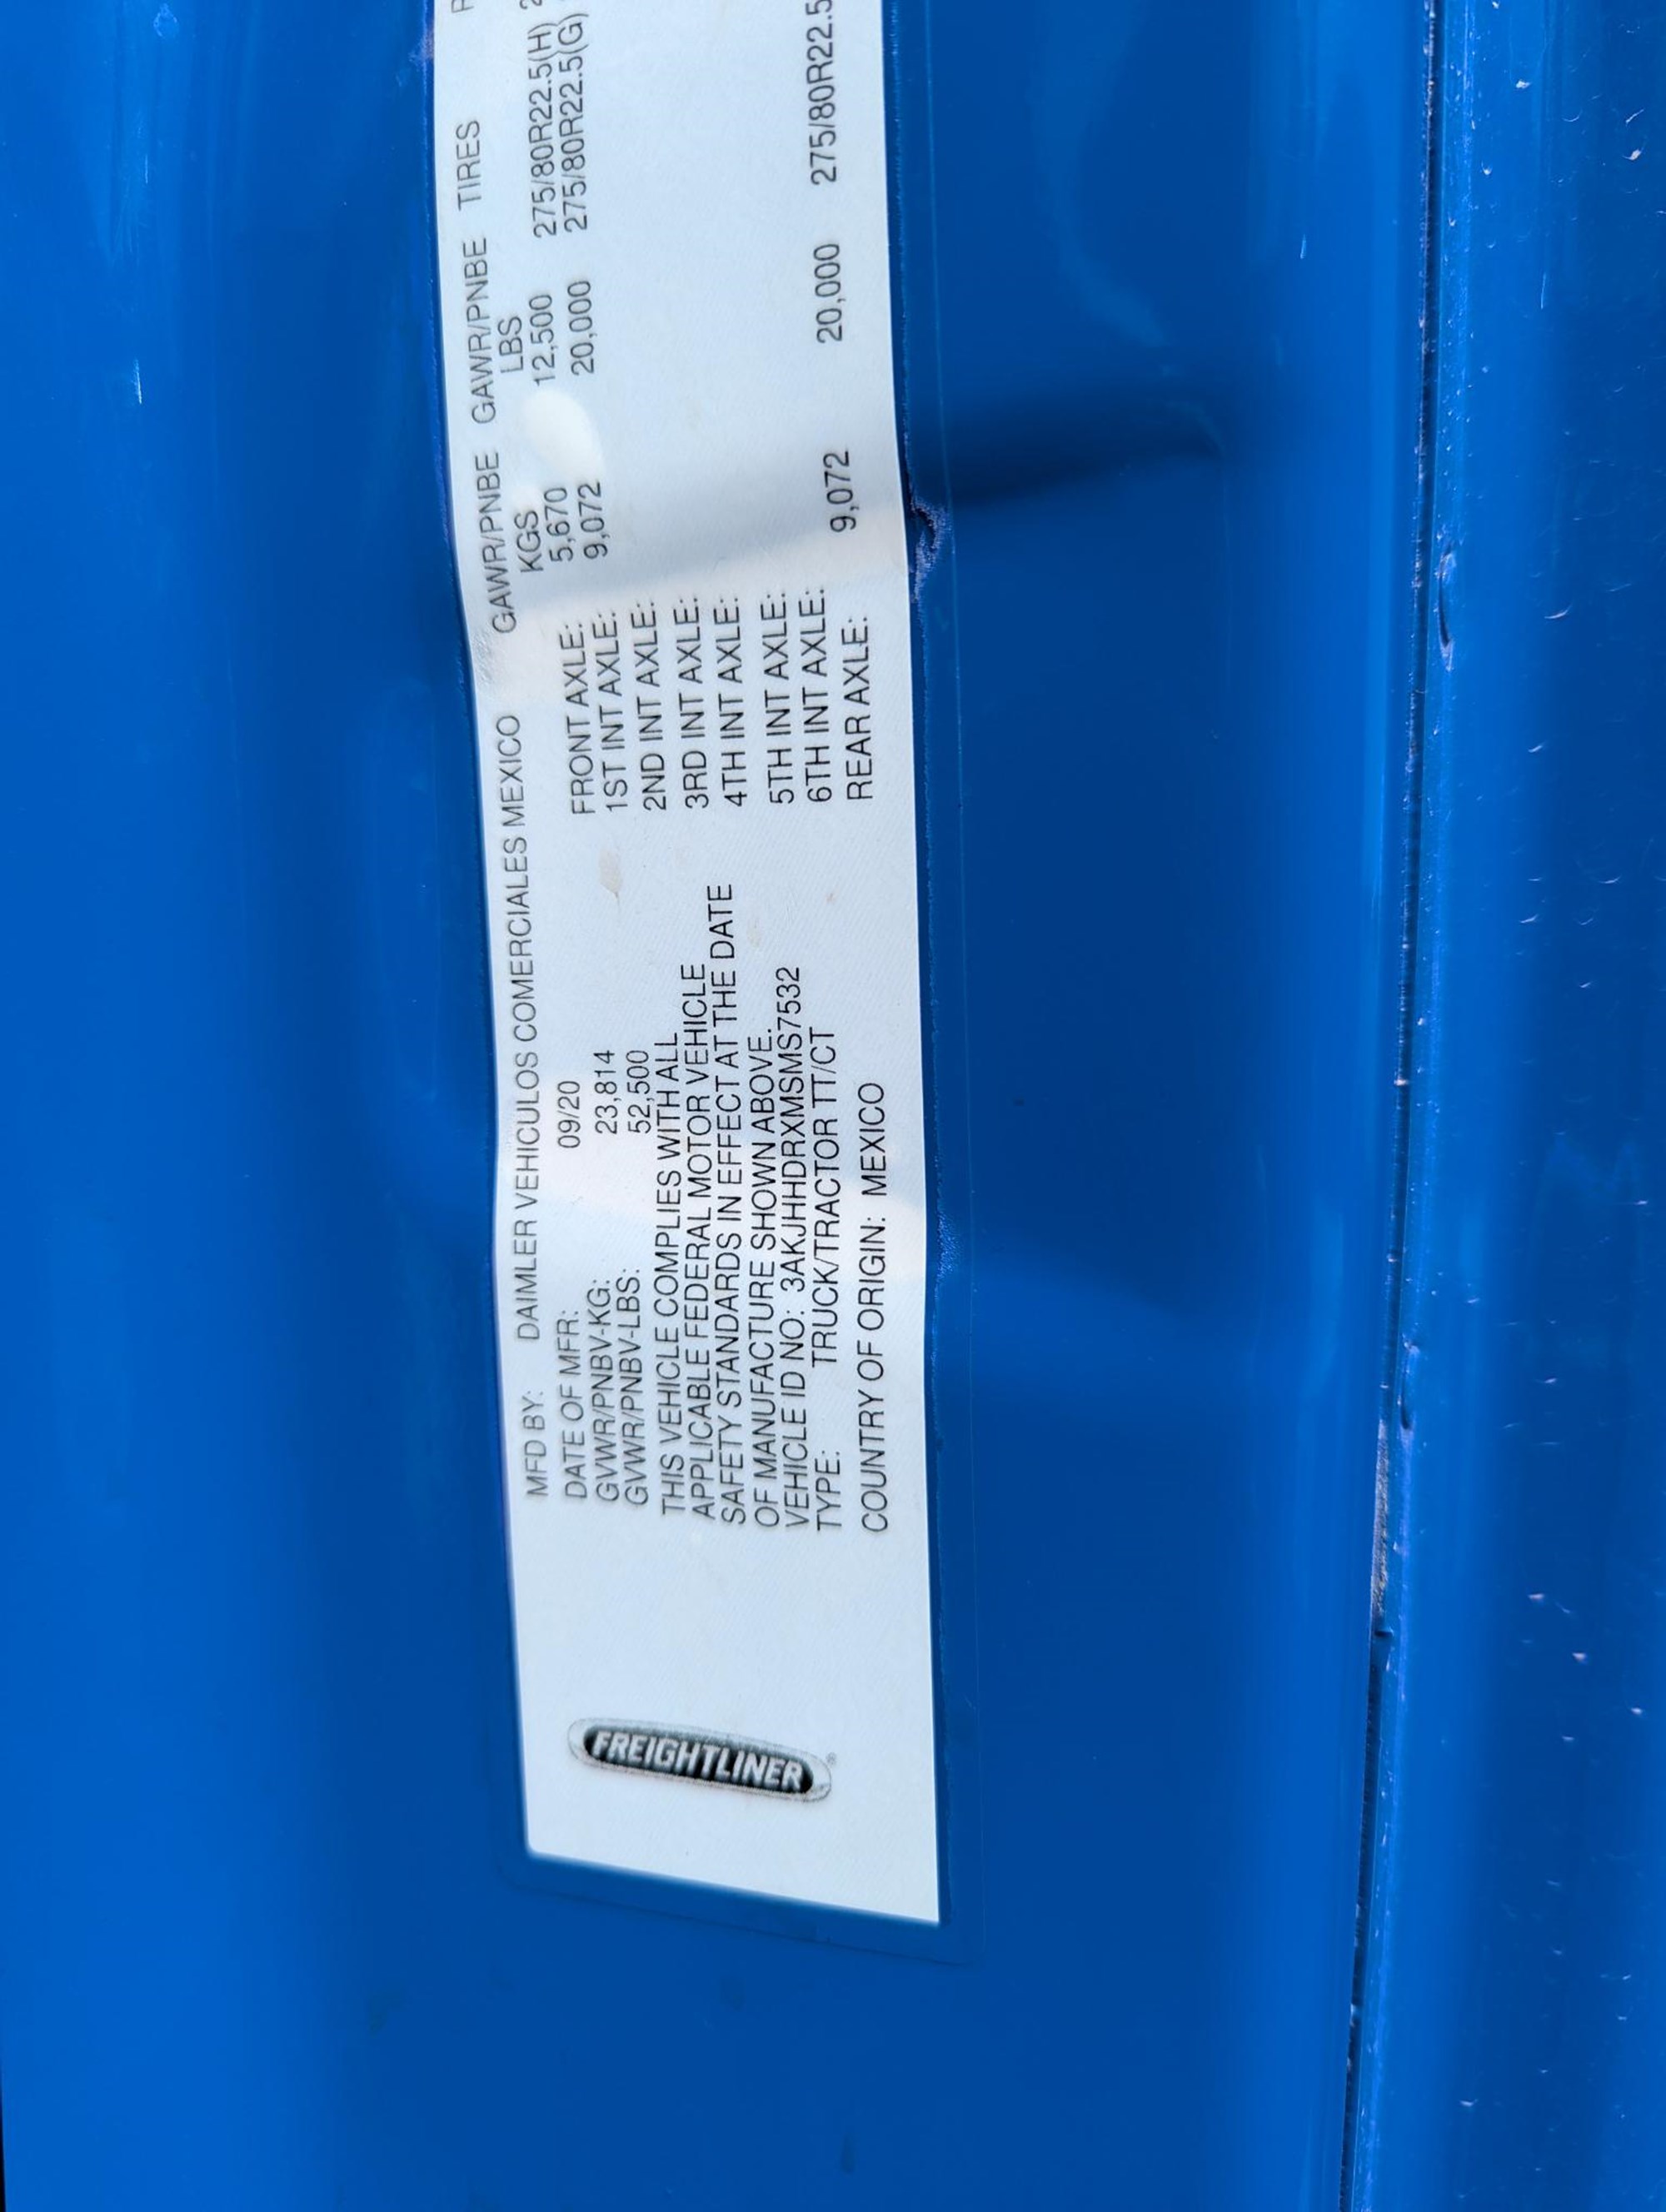 FREIGHTLINER®
MFD BY: DAIMLER VEHICULOS COMERCIALES MEXICO
DATE OF MFR: 09/20
GVWR/PNBV-KG: 23,814
GVWR/PNBV-LBS: 52,500
THIS VEHICLE COMPLIES WITH ALL
APPLICABLE FEDERAL MOTOR VEHICLE
SAFETY STANDARDS IN EFFECT AT THE DATE
OF MANUFACTURE SHOWN ABOVE.
VEHICLE ID NO: 3AKJHHDRXMSMS7532
TYPE: TRUCK/TRACTOR TT/CT
COUNTRY OF ORIGIN: MEXICO
GAWR/PNBE GAWR/PNBE TIRES
KGS LBS
FRONT AXLE: 5,670 12,500 275/80R22.5(H)
1ST INT AXLE: 9,072 20,000 275/80R22.5(G)
2ND INT AXLE:
3RD INT AXLE:
4TH INT AXLE:
5TH INT AXLE:
6TH INT AXLE:
REAR AXLE: 9,072 20,000 275/80R22.5